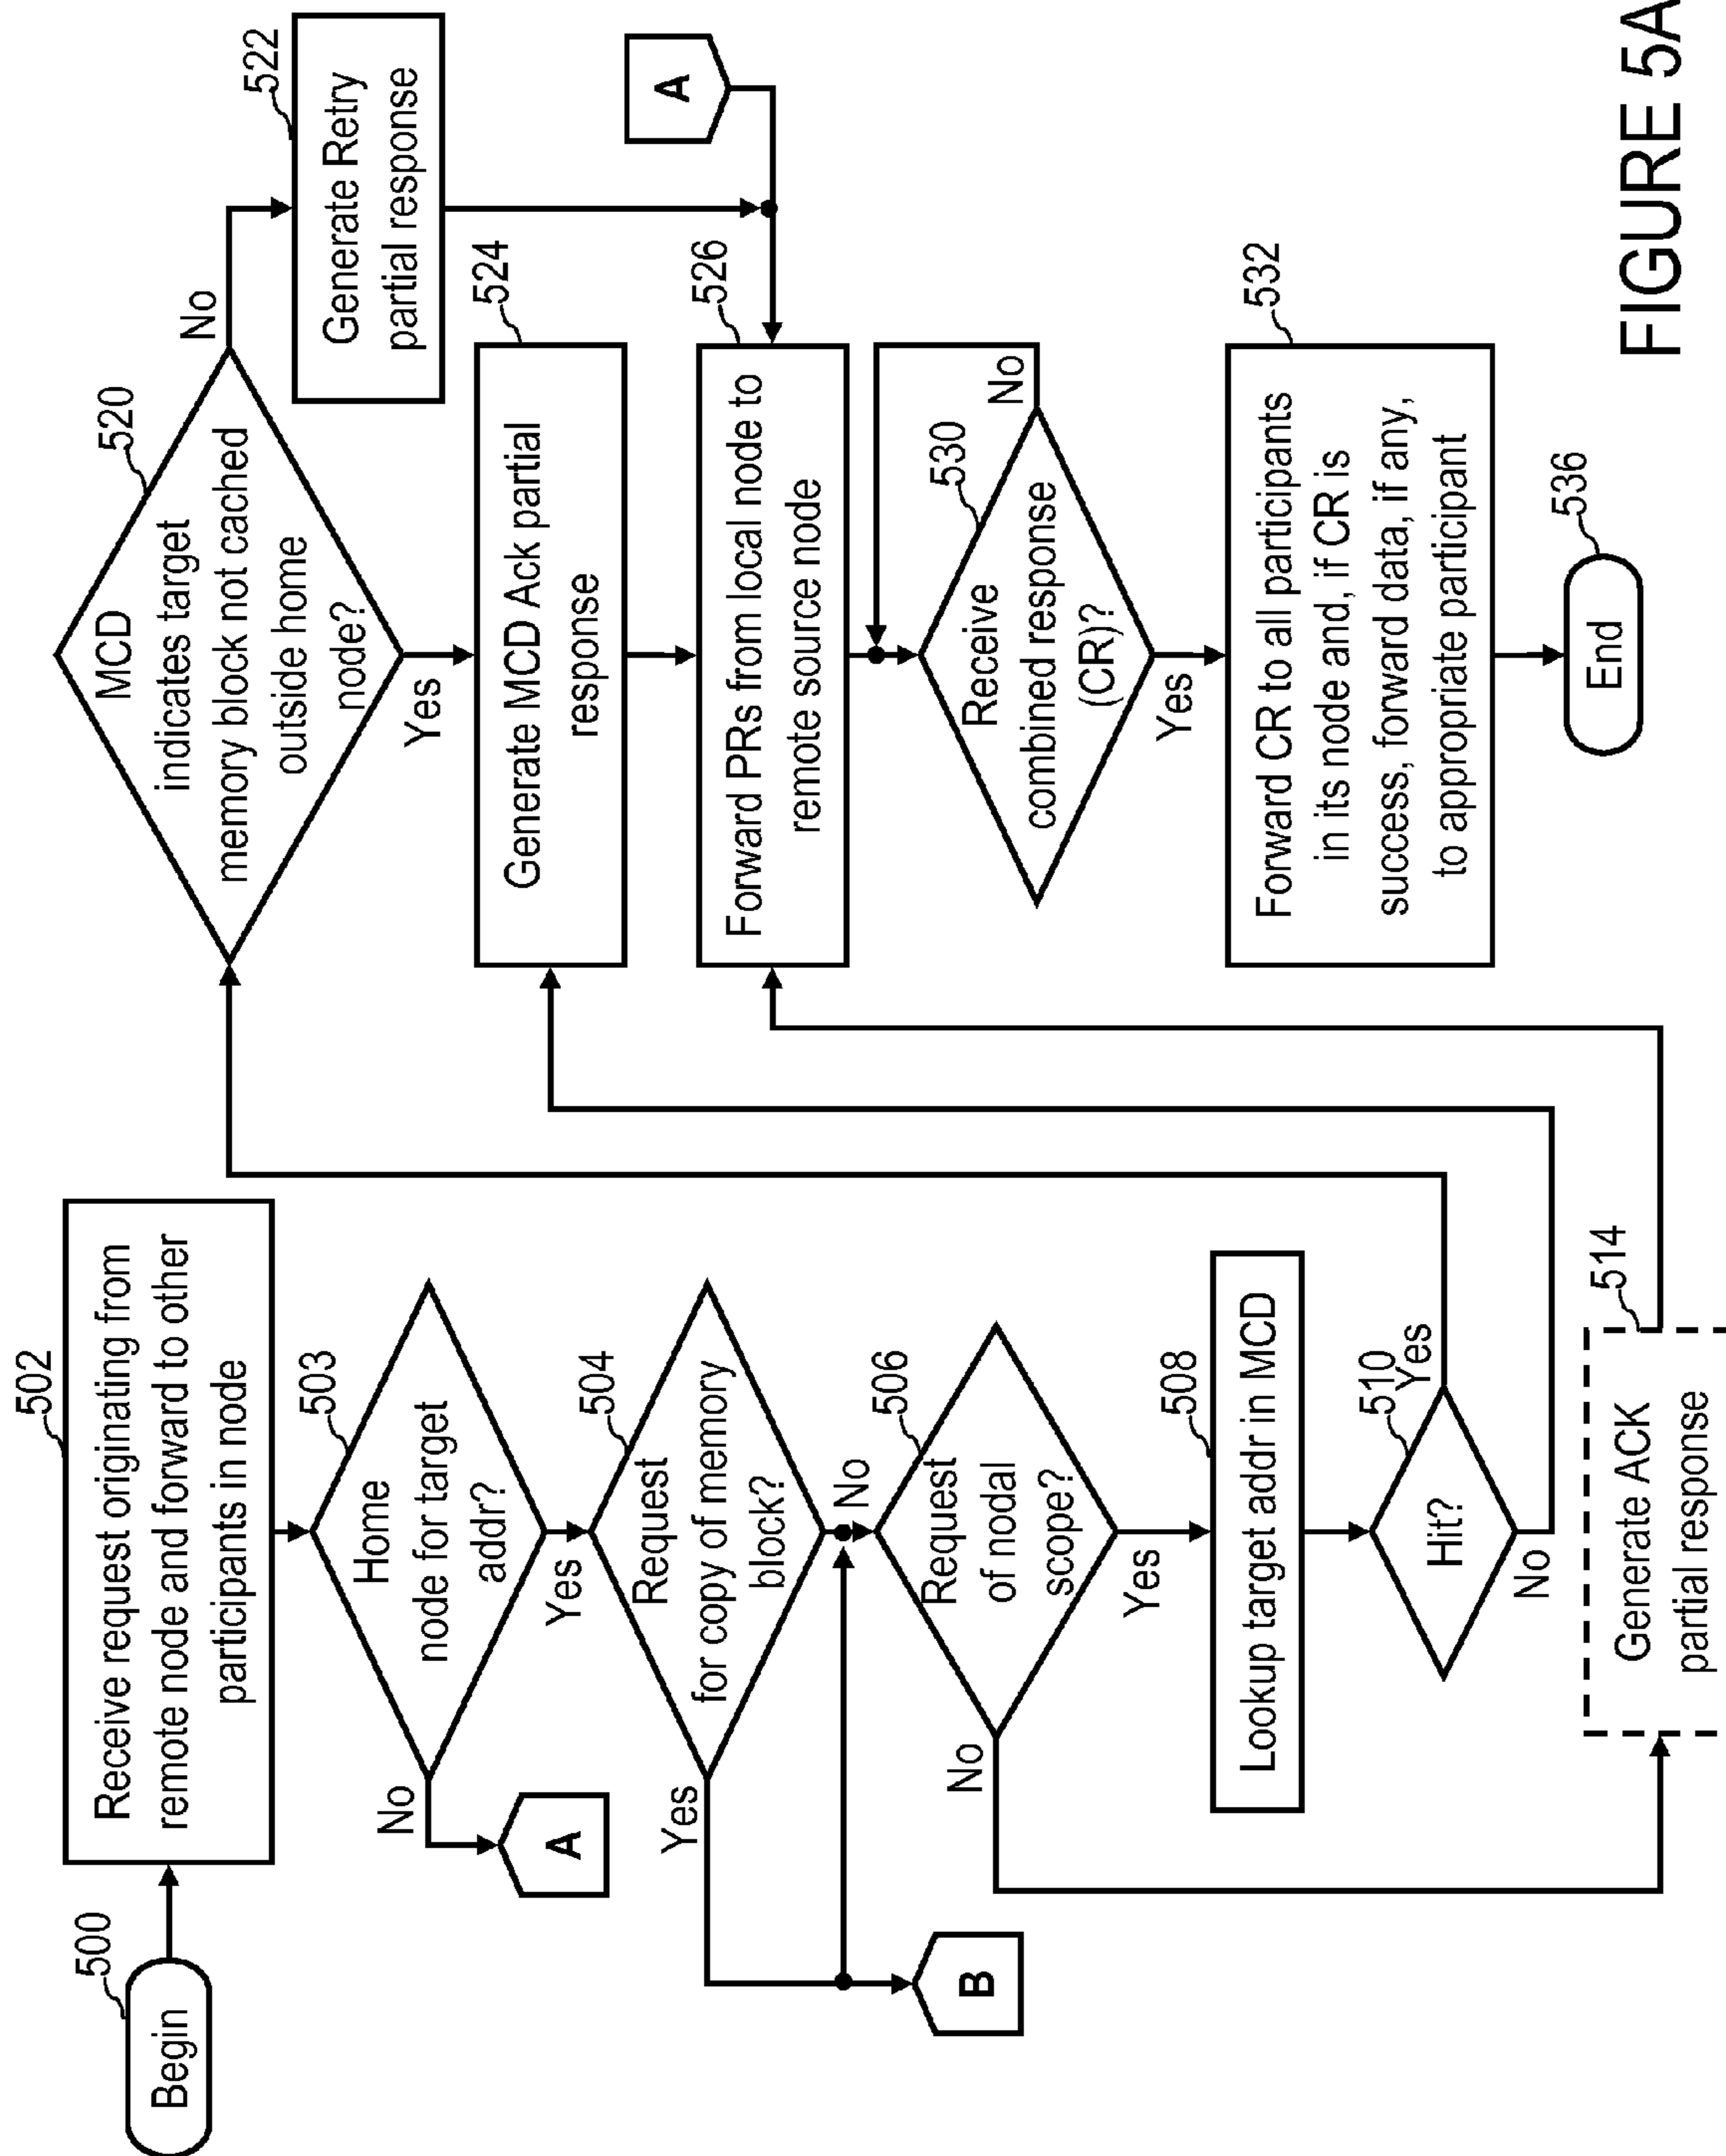 500
Begin
502
Receive request originating from
remote node and forward to other
participants in node
503
Home
node for target
addr?
No
A
Yes
504
Request
for copy of memory
block?
Yes
B
No
506
Request
of nodal
scope?
No
Yes
508
Lookup target addr in MCD
510
Hit?
Yes
No
514
Generate ACK
partial response
520
MCD
indicates target
memory block not cached
outside home
node?
No
Yes
522
Generate Retry
partial response
524
Generate MCD Ack partial
response
A
526
Forward PRs from local node to
remote source node
530
Receive
combined response
(CR)?
No
Yes
532
Forward CR to all participants
in its node and, if CR is
success, forward data, if any,
to appropriate participant
536
End
FIGURE 5A